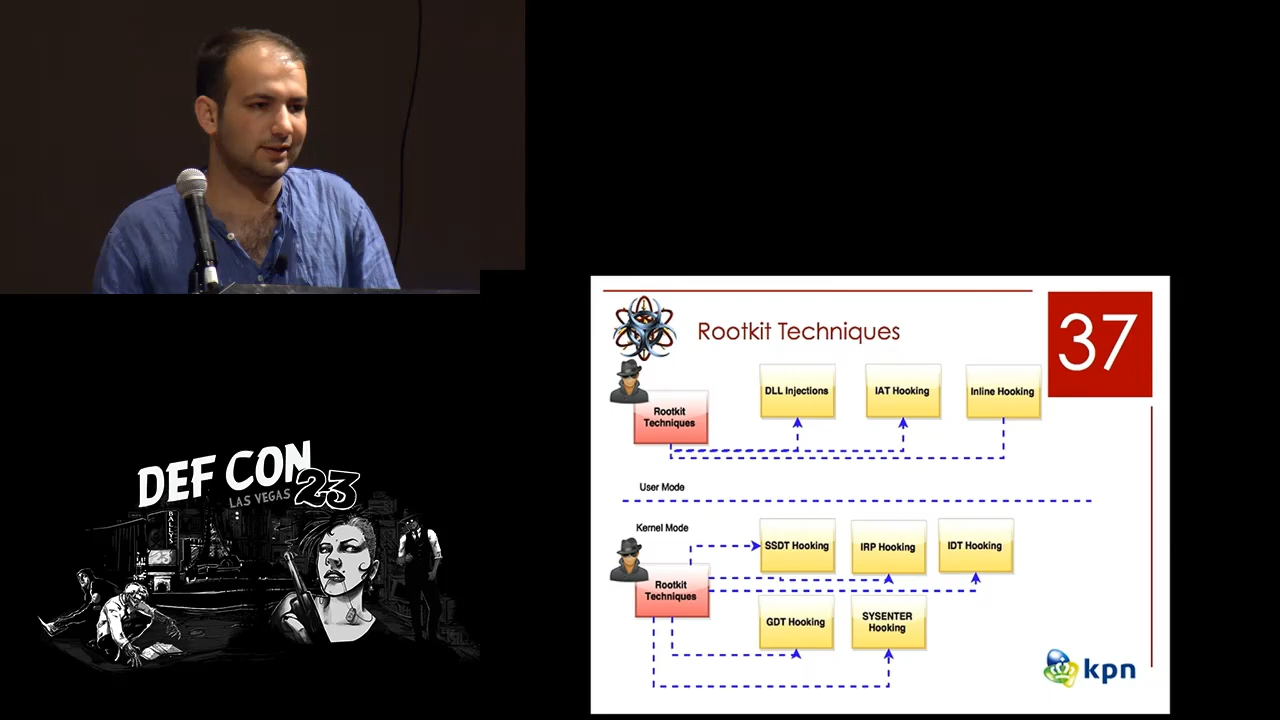 Rootkit Techniques
37
DLL Injections
IAT Hooking
Inline Hooking
Rootkit
Techniques
User Mode
Kernel Mode
SSDT Hooking
IRP Hooking
IDT Hooking
Rootkit
Techniques
GDT Hooking
SYSENTER
Hooking
kpn
DEF CON
LAS VEGAS 23
BALLY'S